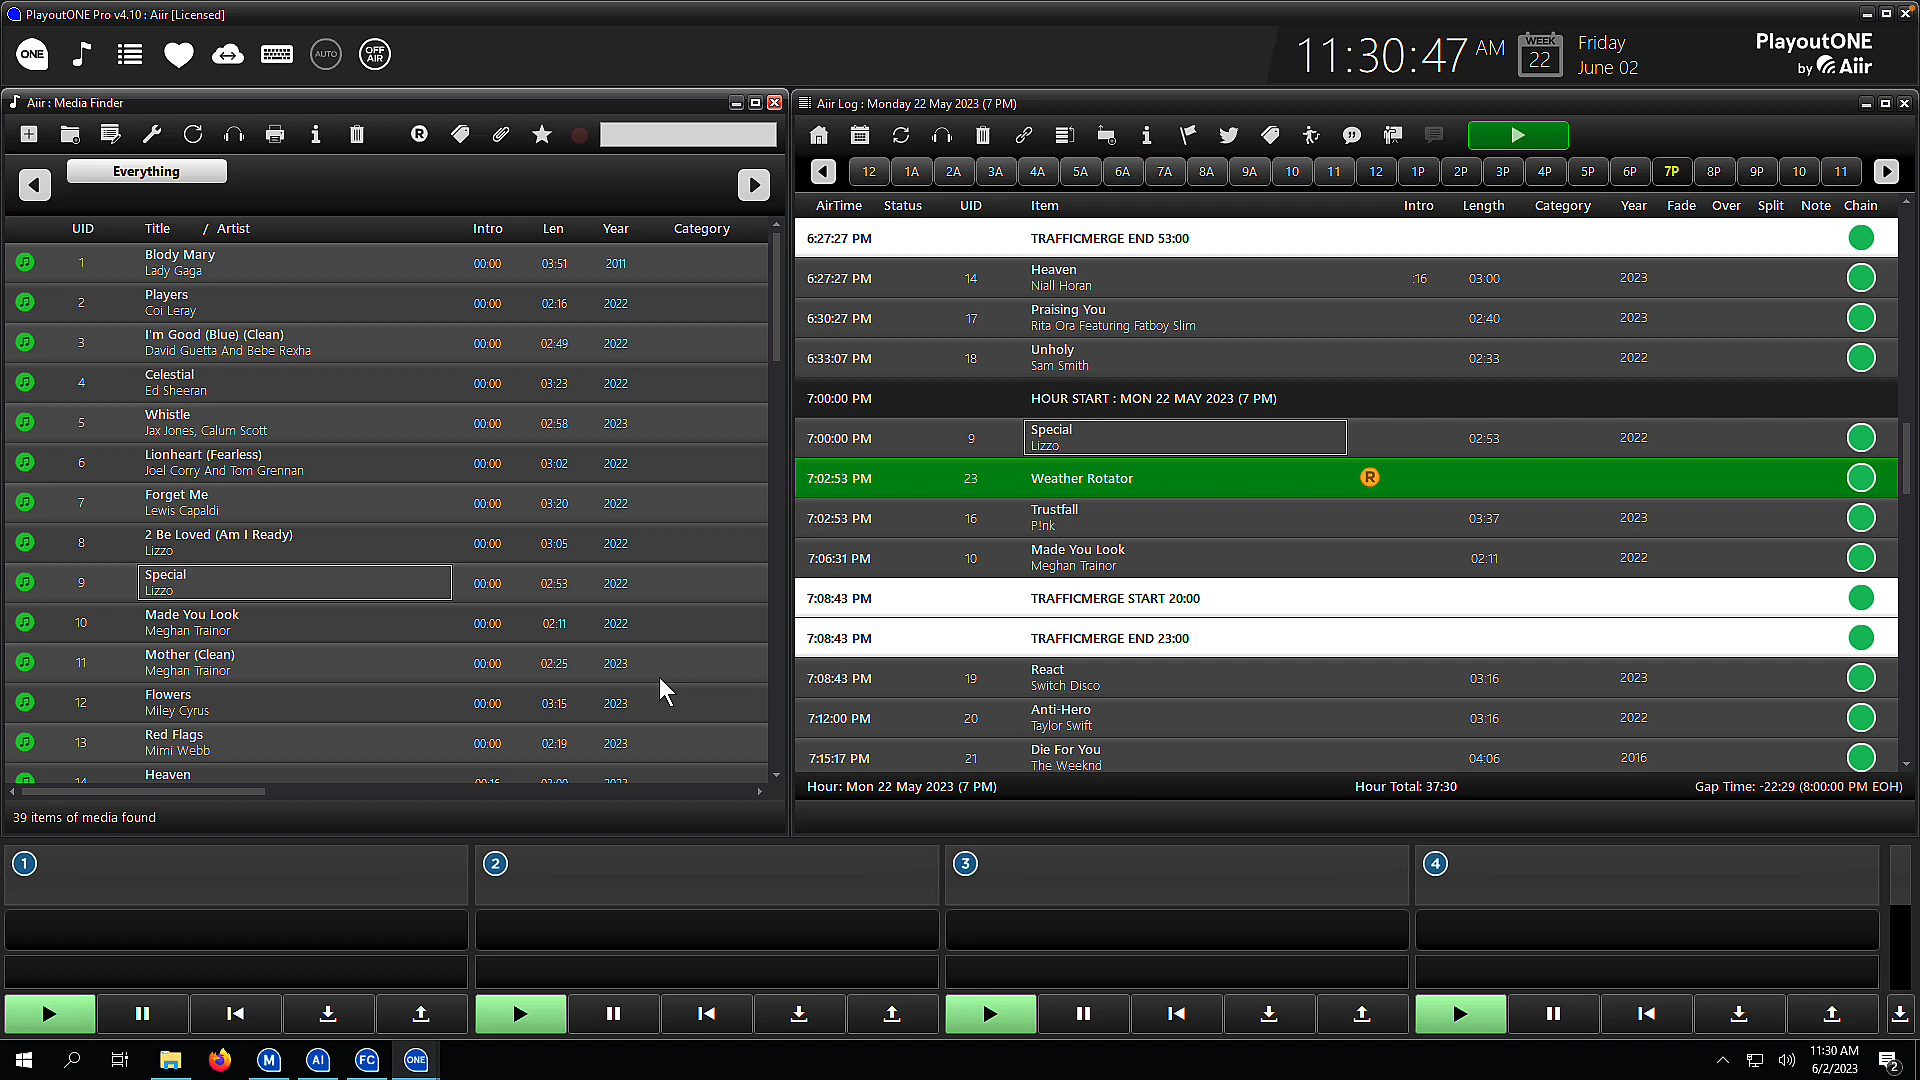 PlayoutONE Pro v4.10 : Aiir [Licensed]
ONE AUTO OFF AIR
11:30:47 AM
WEEK 22
Friday
June 02
PlayoutONE
by Aiir
Aiir : Media Finder
R
Everything
UID Title / Artist Intro Len Year Category
1 Blody Mary 00:00 03:51 2011
Lady Gaga
2 Players 00:00 02:16 2022
Coi Leray
3 I'm Good (Blue) (Clean) 00:00 02:49 2022
David Guetta And Bebe Rexha
4 Celestial 00:00 03:23 2022
Ed Sheeran
5 Whistle 00:00 02:58 2023
Jax Jones, Calum Scott
6 Lionheart (Fearless) 00:00 03:02 2022
Joel Corry And Tom Grennan
7 Forget Me 00:00 03:20 2022
Lewis Capaldi
8 2 Be Loved (Am I Ready) 00:00 03:05 2022
Lizzo
9 Special 00:00 02:53 2022
Lizzo
10 Made You Look 00:00 02:11 2022
Meghan Trainor
11 Mother (Clean) 00:00 02:25 2023
Meghan Trainor
12 Flowers 00:00 03:15 2023
Miley Cyrus
13 Red Flags 00:00 02:19 2023
Mimi Webb
14 Heaven 00:16 03:00 2023
39 items of media found
Aiir Log : Monday 22 May 2023 (7 PM)
12 1A 2A 3A 4A 5A 6A 7A 8A 9A 10 11 12 1P 2P 3P 4P 5P 6P 7P 8P 9P 10 11
AirTime Status UID Item Intro Length Category Year Fade Over Split Note Chain
6:27:27 PM TRAFFICMERGE END 53:00
6:27:27 PM 14 Heaven :16 03:00 2023
Niall Horan
6:30:27 PM 17 Praising You 02:40 2023
Rita Ora Featuring Fatboy Slim
6:33:07 PM 18 Unholy 02:33 2022
Sam Smith
7:00:00 PM HOUR START : MON 22 MAY 2023 (7 PM)
7:00:00 PM 9 Special 02:53 2022
Lizzo
7:02:53 PM 23 Weather Rotator R
7:02:53 PM 16 Trustfall 03:37 2023
P!nk
7:06:31 PM 10 Made You Look 02:11 2022
Meghan Trainor
7:08:43 PM TRAFFICMERGE START 20:00
7:08:43 PM TRAFFICMERGE END 23:00
7:08:43 PM 19 React 03:16 2023
Switch Disco
7:12:00 PM 20 Anti-Hero 03:16 2022
Taylor Swift
7:15:17 PM 21 Die For You 04:06 2016
The Weeknd
Hour: Mon 22 May 2023 (7 PM) Hour Total: 37:30 Gap Time: -22:29 (8:00:00 PM EOH)
1 2 3 4
M AI FC ONE
11:30 AM
6/2/2023
2